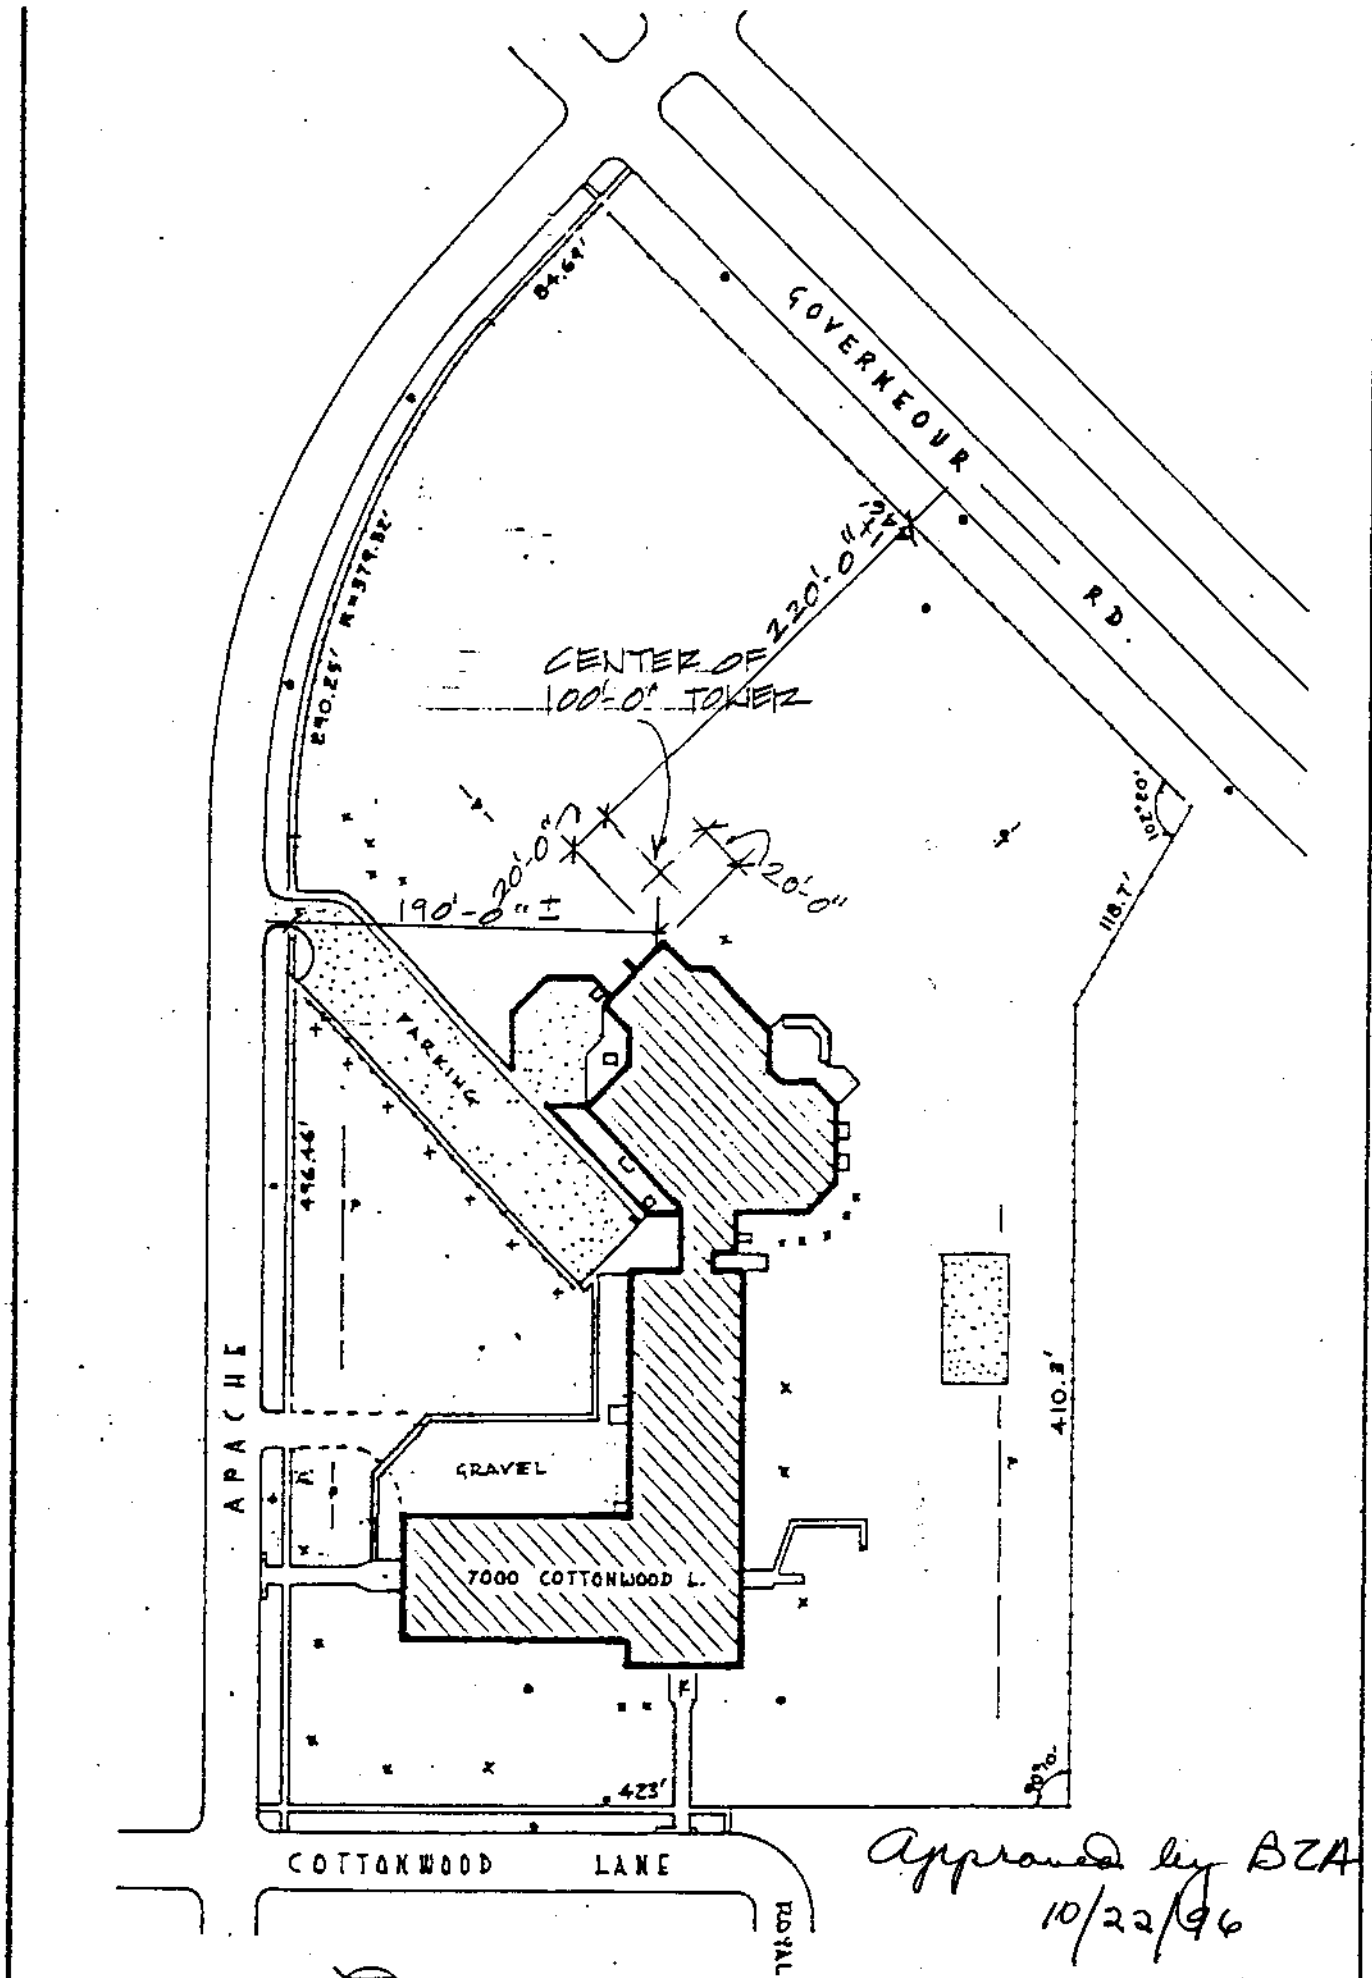 84.69'
GOVERNEOUR RD.
R=379.32'
290.25'
220'-0"
CENTER OF
100'-0" TOWER
20'-0"
20'-0"
190'-0" ±
102°20'
118.7'
PARKING
496.46'
410.3'
APACHE
GRAVEL
7000 COTTONWOOD L.
423'
COTTONWOOD LANE
ROYAL
Approved by BZA
10/22/96